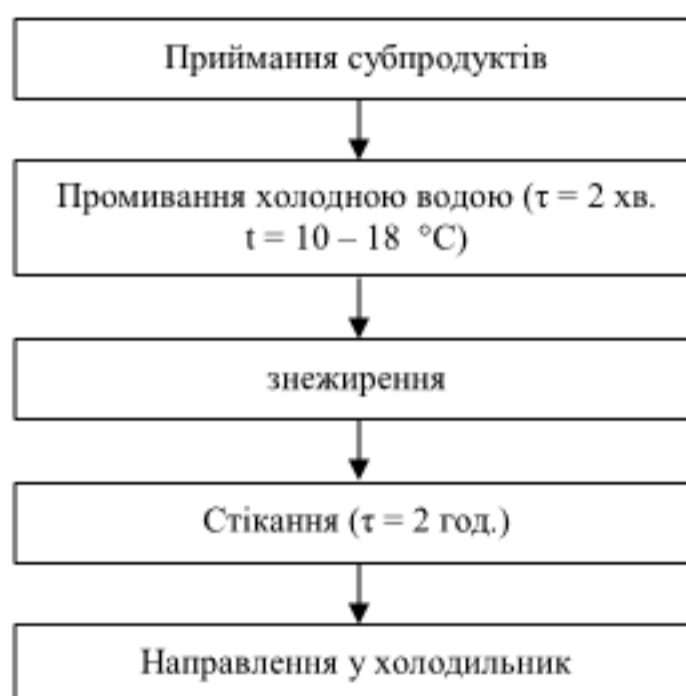 Приймання субпродуктів
Промивання холодною водою (τ = 2 хв.
t = 10 – 18 °C)
знежирення
Стікання (τ = 2 год.)
Направлення у холодильник